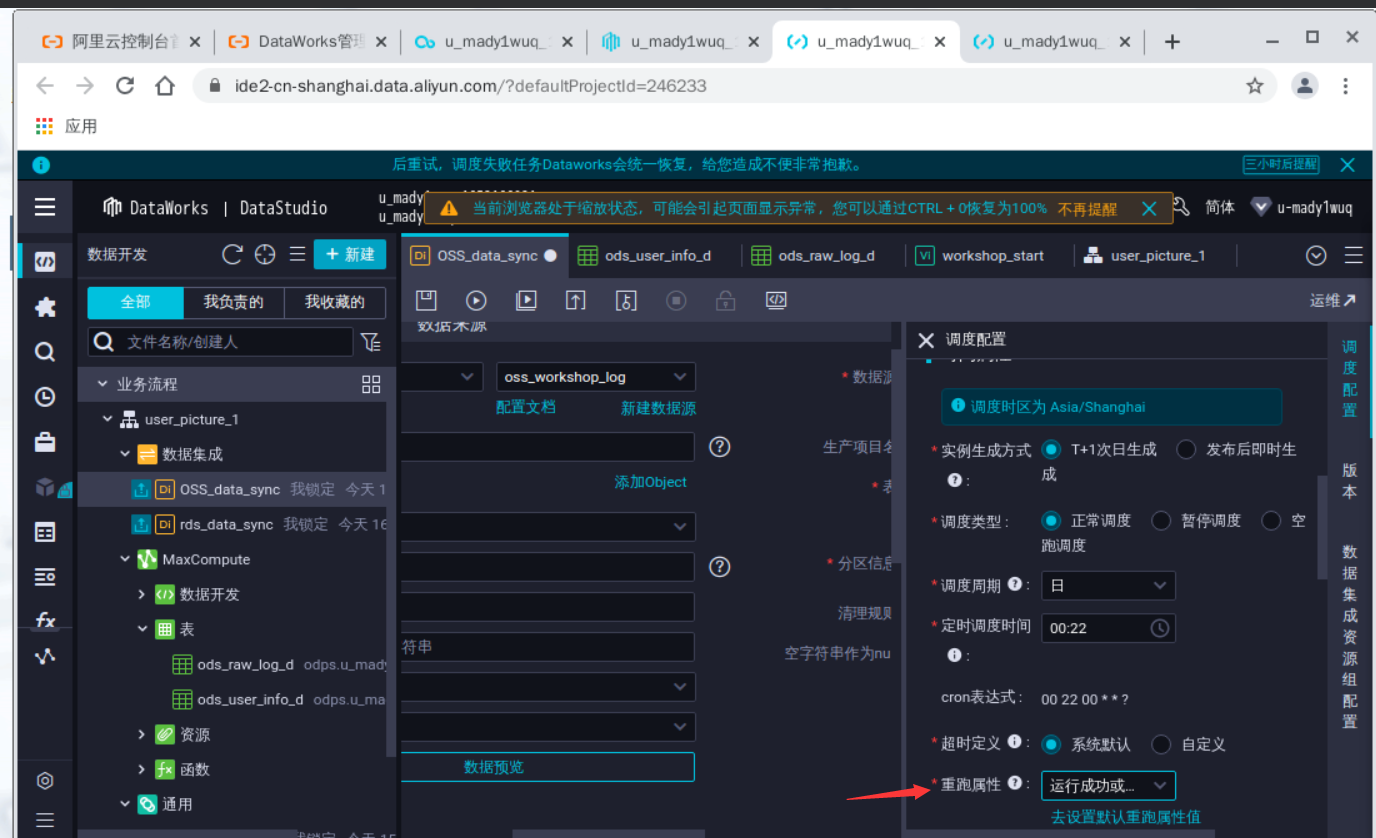 阿里云控制台
DataWorks管理
u_mady1wuq_
u_mady1wuq_
u_mady1wuq_
u_mady1wuq_
ide2-cn-shanghai.data.aliyun.com/?defaultProjectId=246233
应用
后重试，调度失败任务Dataworks会统一恢复，给您造成不便非常抱歉。
三小时后提醒
DataWorks | DataStudio
u_mady
u_mady
当前浏览器处于缩放状态，可能会引起页面显示异常，您可以通过CTRL + 0恢复为100% 不再提醒
简体
u-mady1wuq
数据开发
+ 新建
OSS_data_sync
ods_user_info_d
ods_raw_log_d
VI workshop_start
user_picture_1
全部
我负责的
我收藏的
运维
文件名称/创建人
数据来源
调度配置
业务流程
user_picture_1
数据集成
Di OSS_data_sync 我锁定 今天 1
Di rds_data_sync 我锁定 今天 16
MaxCompute
数据开发
表
ods_raw_log_d odps.u_mady
ods_user_info_d odps.u_ma
资源
函数
通用
oss_workshop_log
* 数据源
配置文档
新建数据源
生产项目名
添加Object
* 表
* 分区信息
清理规则
符串
空字符串作为nu
数据预览
调度时区为 Asia/Shanghai
* 实例生成方式 : T+1次日生成 发布后即时生
成
* 调度类型 : 正常调度 暂停调度 空
跑调度
* 调度周期 : 日
* 定时调度时间 : 00:22
cron表达式 : 00 22 00 * * ?
* 超时定义 : 系统默认 自定义
* 重跑属性 : 运行成功或...
去设置默认重跑属性值
调度配置
版本
数据集成资源组配置